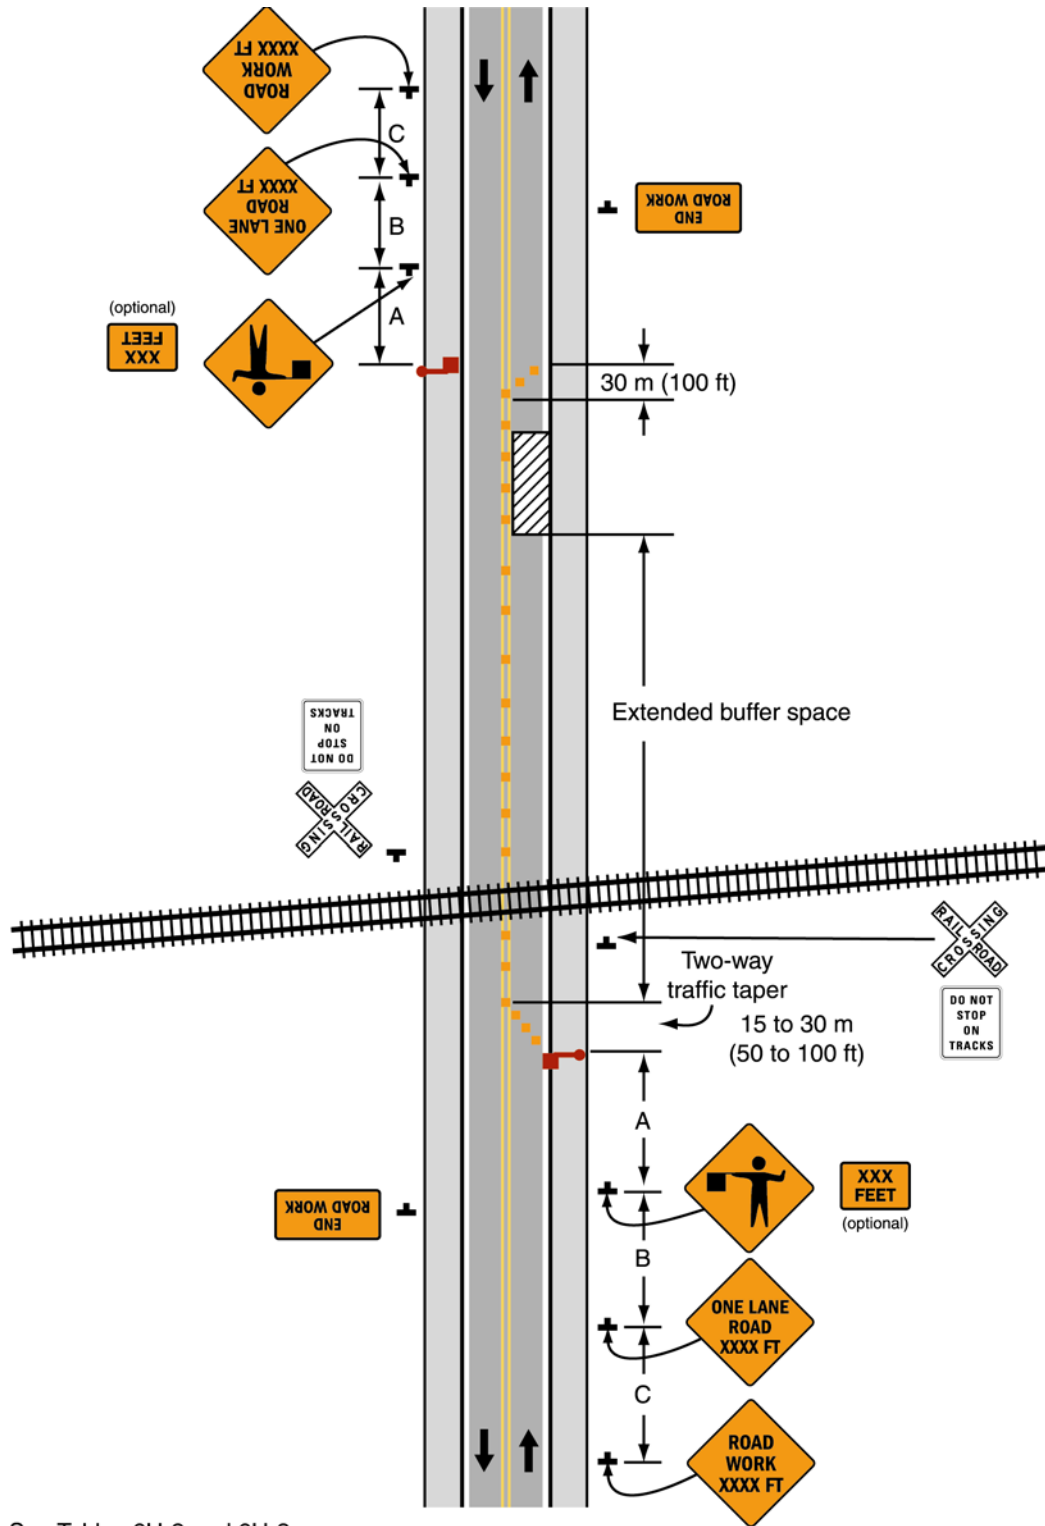 ROAD
WORK
XXXX FT
C
ONE LANE
ROAD
XXXX FT
B
END
ROAD WORK
(optional)
XXX
FEET
A
30 m (100 ft)
Extended buffer space
DO NOT
STOP
ON
TRACKS
RAILROAD
CROSSING
RAILROAD
CROSSING
Two-way
traffic taper
15 to 30 m
(50 to 100 ft)
DO NOT
STOP
ON
TRACKS
A
XXX
FEET
(optional)
END
ROAD WORK
B
ONE LANE
ROAD
XXXX FT
C
ROAD
WORK
XXXX FT